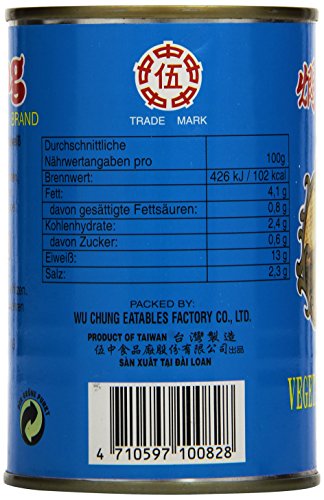 伍
TRADE MARK
BRAND
Durchschnittliche
Nährwertangaben pro 100g
Brennwert: 426 kJ / 102 kcal
Fett: 4,1 g
davon gesättigte Fettsäuren: 0,8 g
Kohlenhydrate: 2,4 g
davon Zucker: 0,6 g
Eiweiß: 13 g
Salz: 2,3 g
PACKED BY:
WU CHUNG EATABLES FACTORY CO., LTD.
PRODUCT OF TAIWAN 台灣製造
伍中食品廠股份有限公司出品
SẢN XUẤT TẠI ĐÀI LOAN
4 710597 100828